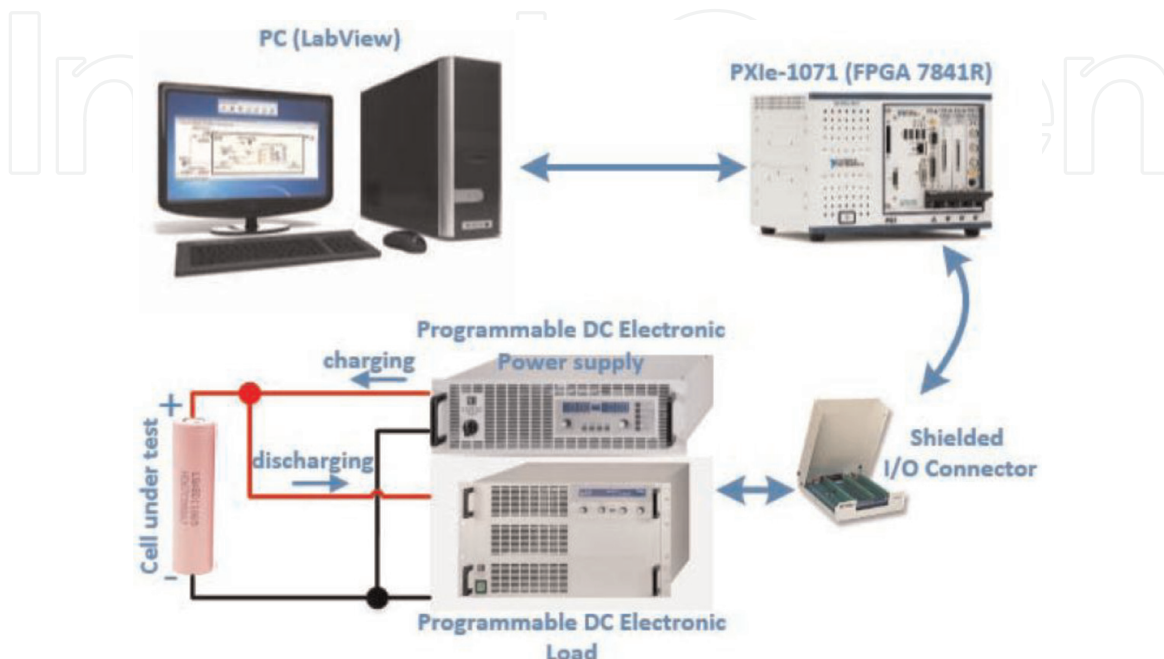 PC (LabView)
PXIe-1071 (FPGA 7841R)
Programmable DC Electronic
Power supply
charging
+
discharging
Cell under test
-
Shielded
I/O Connector
Programmable DC Electronic
Load